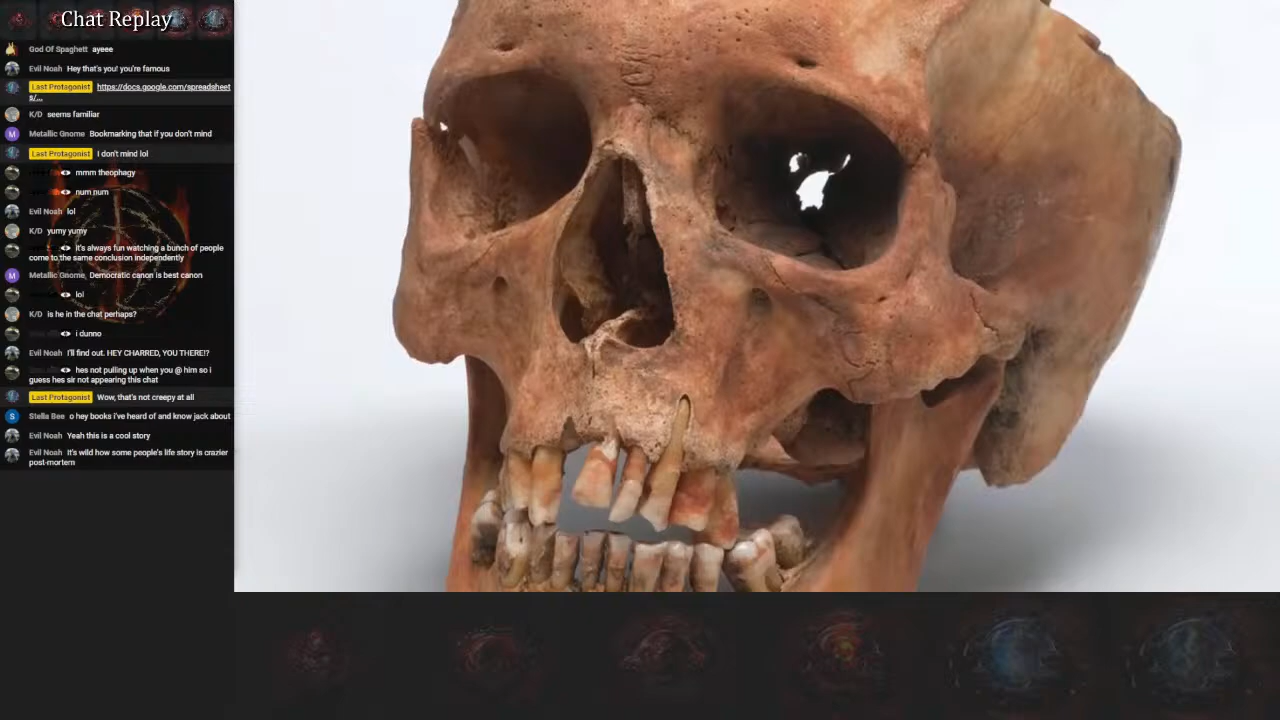 Chat Replay
God Of Spaghett ayeee
Evil Noah Hey that's you! you're famous
Last Protagonist https://docs.google.com/spreadsheet
s/...
K/D seems familiar
M Metallic Gnome Bookmarking that if you don't mind
Last Protagonist I don't mind lol
mmm theophagy
num num
Evil Noah lol
K/D yumy yumy
it's always fun watching a bunch of people
come to the same conclusion independently
M Metallic Gnome Democratic canon is best canon
lol
K/D is he in the chat perhaps?
i dunno
Evil Noah I'll find out. HEY CHARRED, YOU THERE!?
hes not pulling up when you @ him so i
guess hes sir not appearing this chat
Last Protagonist Wow, that's not creepy at all
S Stella Bee o hey books i've heard of and know jack about
Evil Noah Yeah this is a cool story
Evil Noah It's wild how some people's life story is crazier
post-mortem